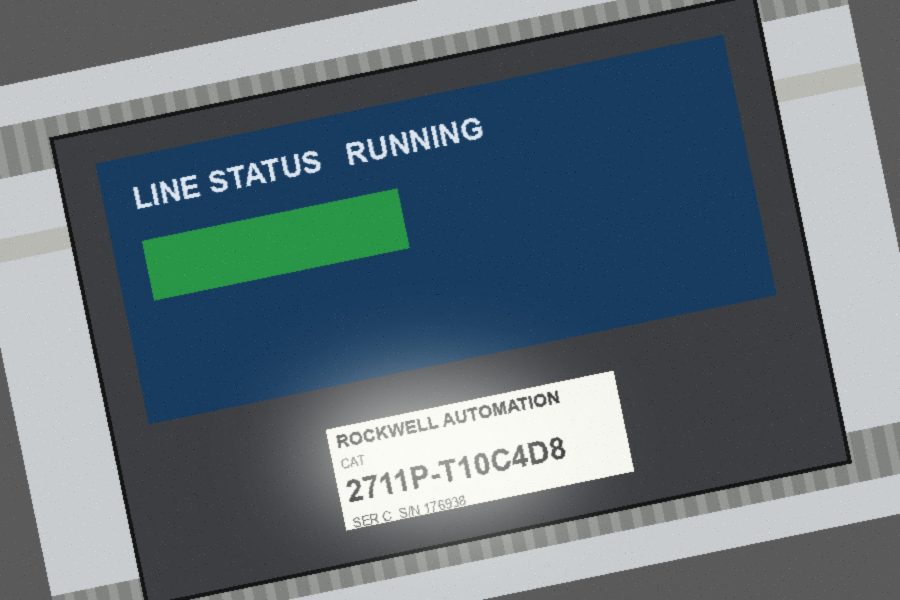 LINE STATUS RUNNING
ROCKWELL AUTOMATION
CAT
2711P-T10C4D8
SER C S/N 176938